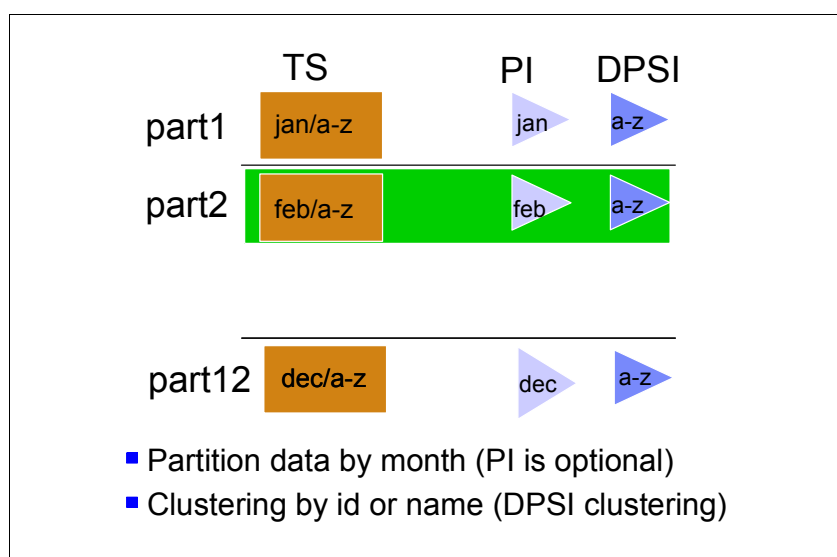 TS PI DPSI
part1 jan/a-z jan a-z
part2 feb/a-z feb a-z
part12 dec/a-z dec a-z
Partition data by month (PI is optional)
Clustering by id or name (DPSI clustering)